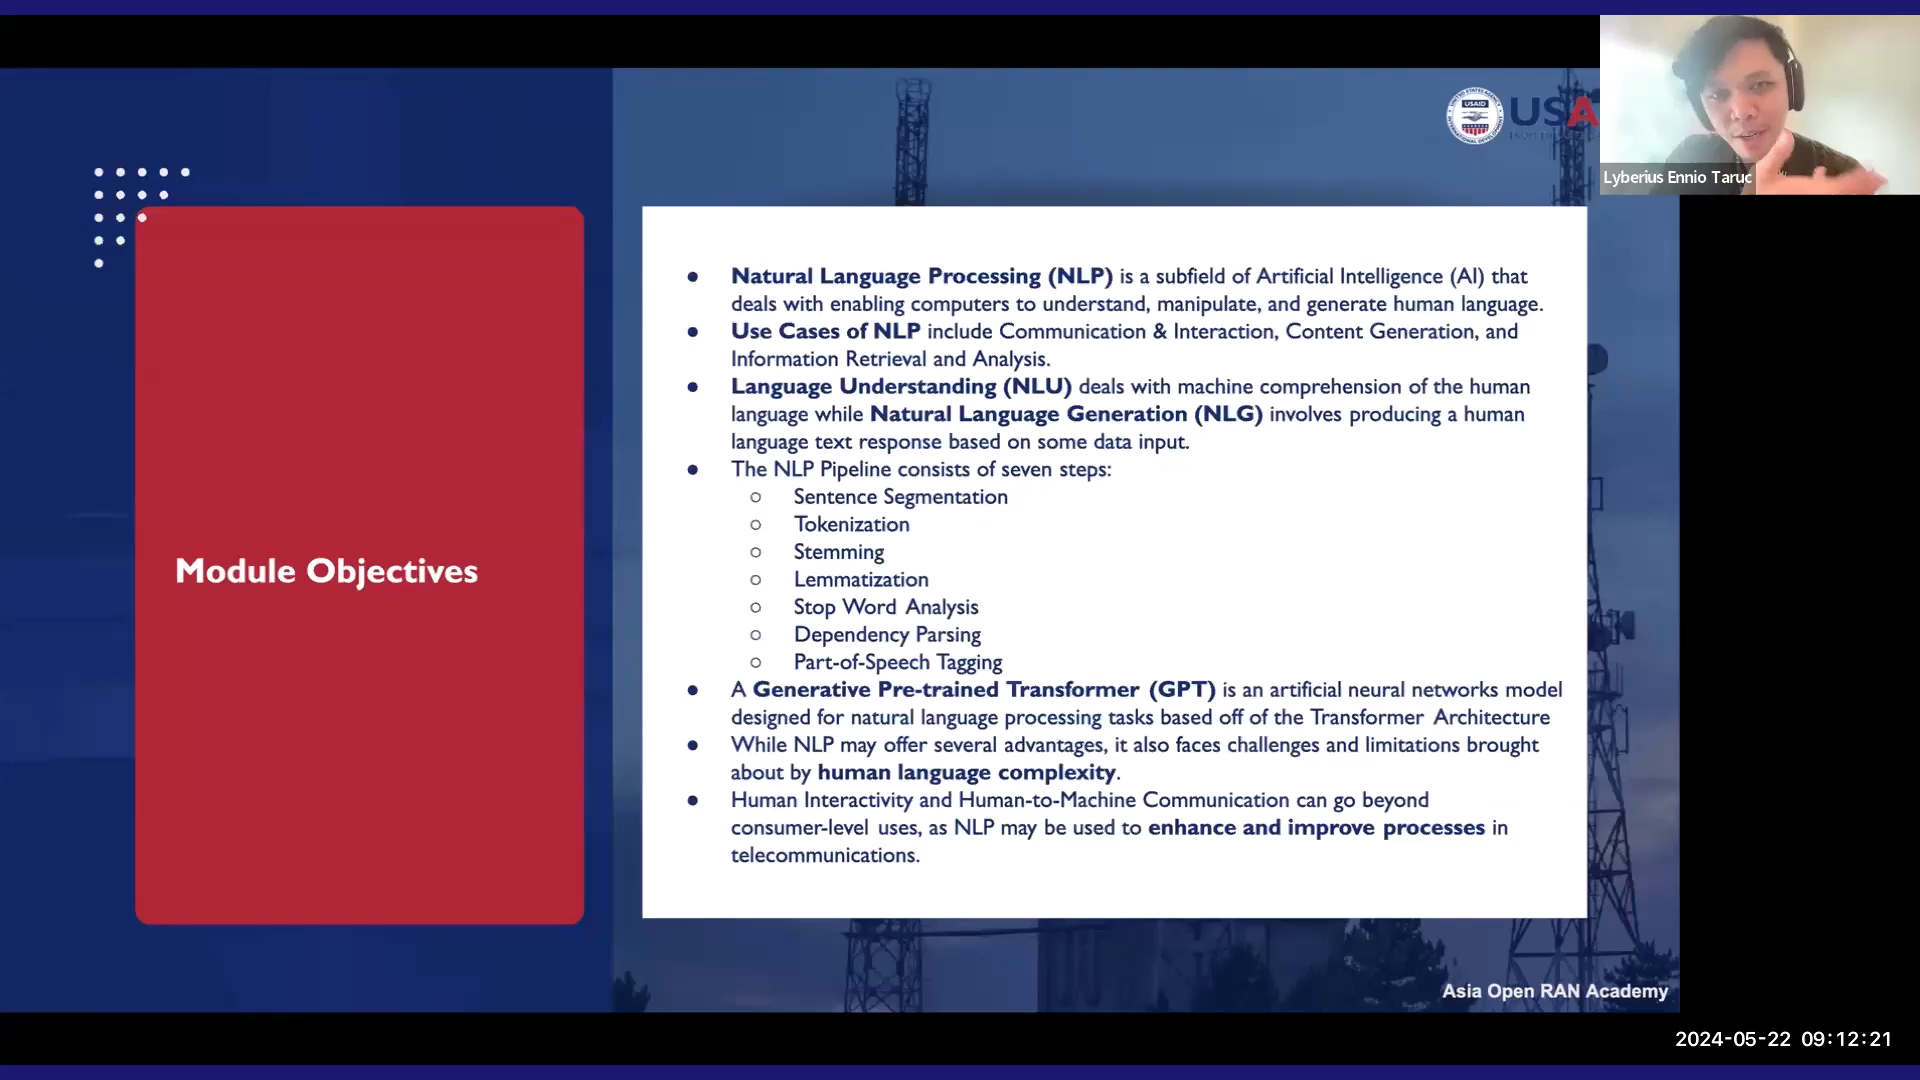 USAID
USA
Lyberius Ennio Taruc
Natural Language Processing (NLP) is a subfield of Artificial Intelligence (AI) that
deals with enabling computers to understand, manipulate, and generate human language.
Use Cases of NLP include Communication & Interaction, Content Generation, and
Information Retrieval and Analysis.
Language Understanding (NLU) deals with machine comprehension of the human
language while Natural Language Generation (NLG) involves producing a human
language text response based on some data input.
The NLP Pipeline consists of seven steps:
Sentence Segmentation
Tokenization
Stemming
Lemmatization
Stop Word Analysis
Dependency Parsing
Part-of-Speech Tagging
A Generative Pre-trained Transformer (GPT) is an artificial neural networks model
designed for natural language processing tasks based off of the Transformer Architecture
While NLP may offer several advantages, it also faces challenges and limitations brought
about by human language complexity.
Human Interactivity and Human-to-Machine Communication can go beyond
consumer-level uses, as NLP may be used to enhance and improve processes in
telecommunications.
Module Objectives
Asia Open RAN Academy
2024-05-22 09:12:21